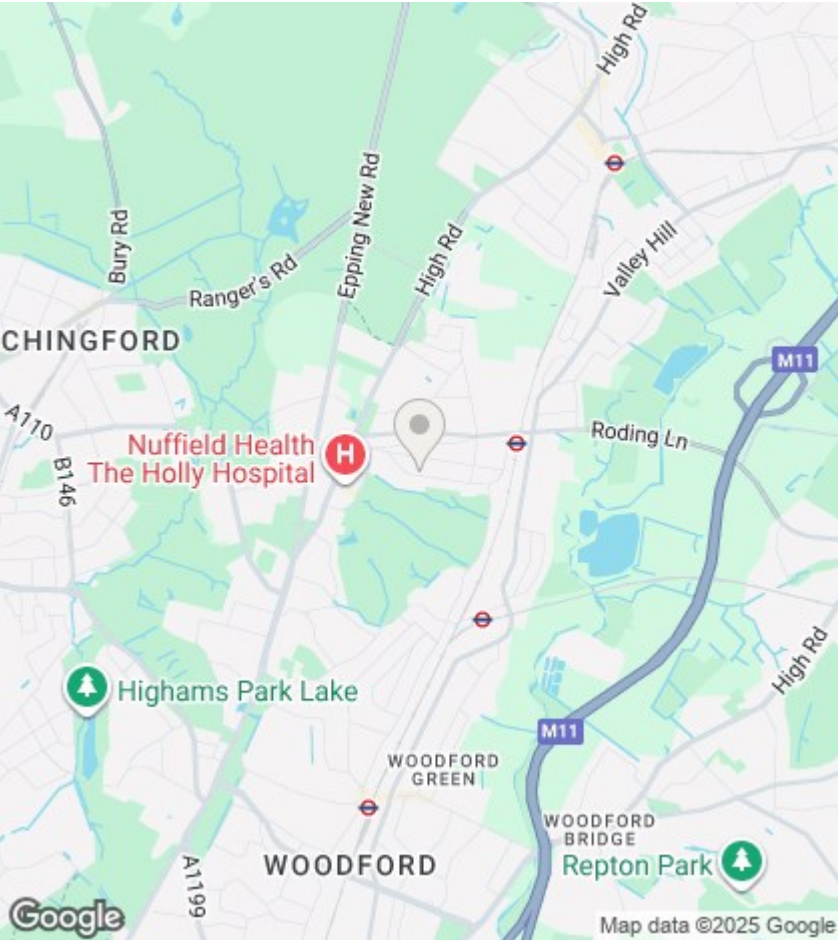 High Rd
Epping New Rd
Bury Rd
High Rd
Valley Hill
Ranger's Rd
CHINGFORD
M11
A110
Nuffield Health
The Holly Hospital
H
Roding Ln
B146
High Rd
Highams Park Lake
M11
WOODFORD
GREEN
WOODFORD
BRIDGE
WOODFORD
Repton Park
A1199
Google
Map data ©2025 Google